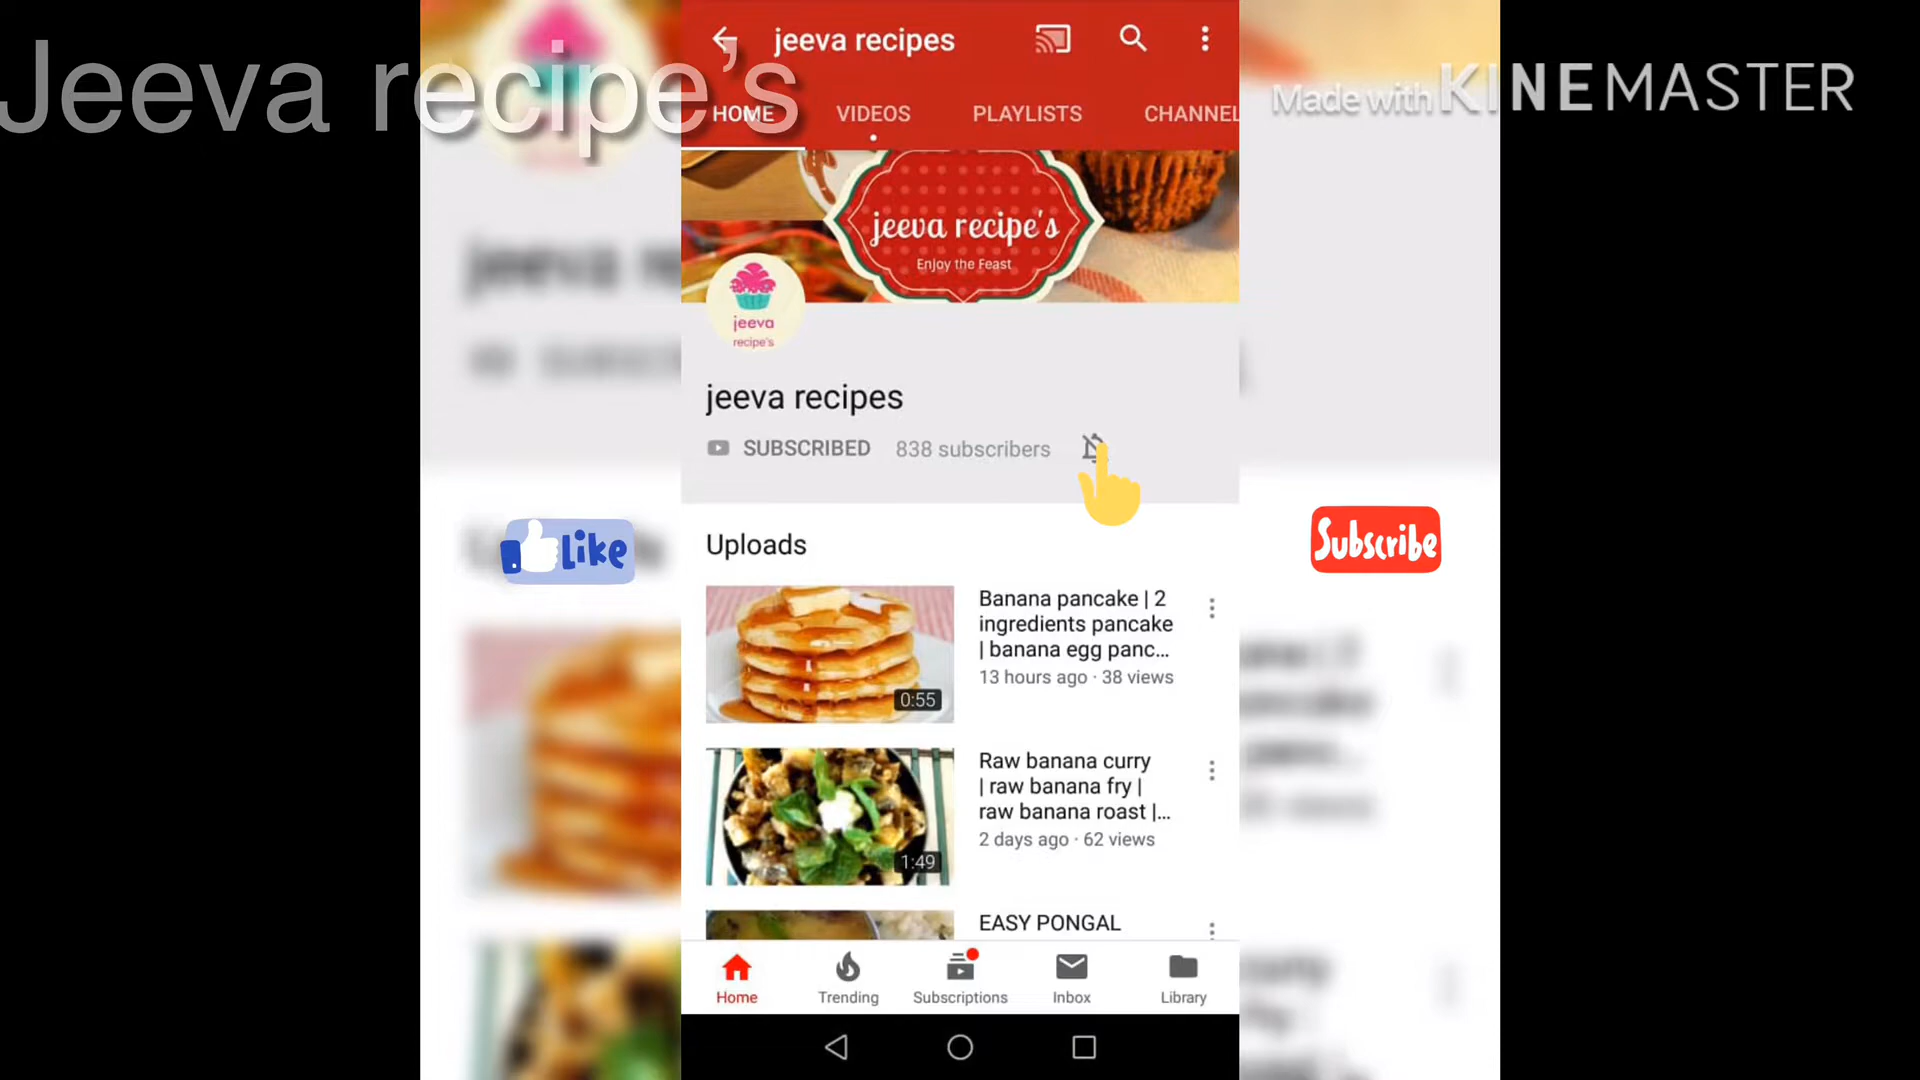 Jeeva recipe's
Made with KINEMASTER
jeeva recipes
HOME
VIDEOS
PLAYLISTS
CHANNEL
jeeva recipe's
Enjoy the Feast
jeeva
recipe's
jeeva recipes
SUBSCRIBED
838 subscribers
Like
Subscribe
Uploads
Banana pancake | 2
ingredients pancake
| banana egg panc...
13 hours ago · 38 views
0:55
Raw banana curry
| raw banana fry |
raw banana roast |...
2 days ago · 62 views
1:49
EASY PONGAL
Home
Trending
Subscriptions
Inbox
Library